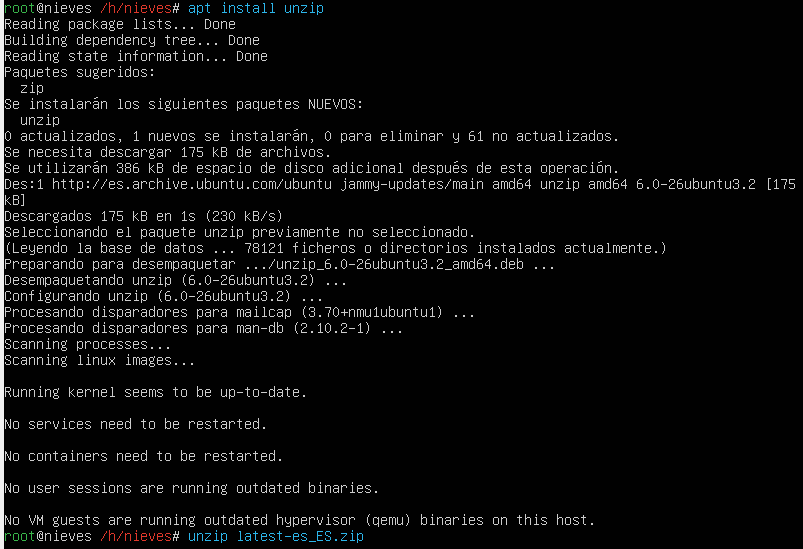 root@nieves /h/nieves# apt install unzip
Reading package lists... Done
Building dependency tree... Done
Reading state information... Done
Paquetes sugeridos:
  zip
Se instalarán los siguientes paquetes NUEVOS:
  unzip
0 actualizados, 1 nuevos se instalarán, 0 para eliminar y 61 no actualizados.
Se necesita descargar 175 kB de archivos.
Se utilizarán 386 kB de espacio de disco adicional después de esta operación.
Des:1 http://es.archive.ubuntu.com/ubuntu jammy-updates/main amd64 unzip amd64 6.0-26ubuntu3.2 [175
kB]
Descargados 175 kB en 1s (230 kB/s)
Seleccionando el paquete unzip previamente no seleccionado.
(Leyendo la base de datos ... 78121 ficheros o directorios instalados actualmente.)
Preparando para desempaquetar .../unzip_6.0-26ubuntu3.2_amd64.deb ...
Desempaquetando unzip (6.0-26ubuntu3.2) ...
Configurando unzip (6.0-26ubuntu3.2) ...
Procesando disparadores para mailcap (3.70+nmu1ubuntu1) ...
Procesando disparadores para man-db (2.10.2-1) ...
Scanning processes...
Scanning linux images...
Running kernel seems to be up-to-date.
No services need to be restarted.
No containers need to be restarted.
No user sessions are running outdated binaries.
No VM guests are running outdated hypervisor (qemu) binaries on this host.
root@nieves /h/nieves# unzip latest-es_ES.zip